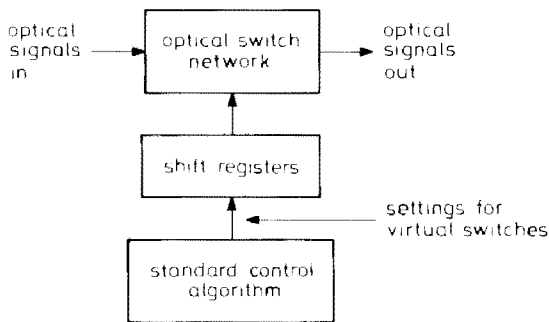 optical
signals
in
optical switch
network
optical
signals
out
shift registers
settings for
virtual switches
standard control
algorithm